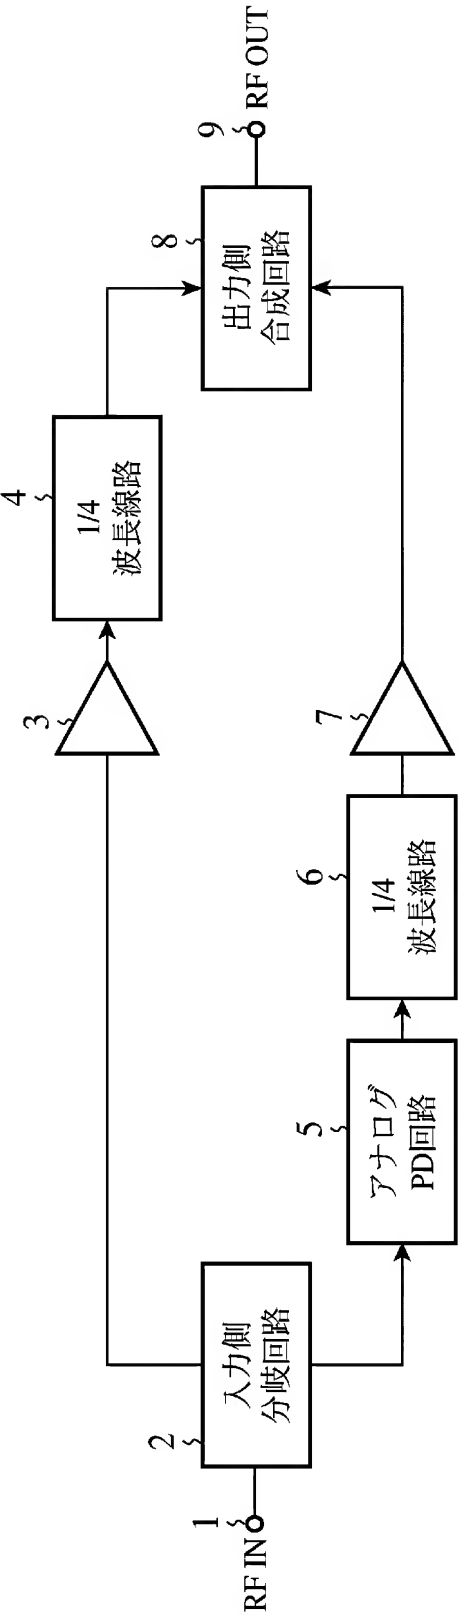 RF IN
1
2
入力側
分岐回路
3
4
1/4
波長線路
5
アナログ
PD回路
6
1/4
波長線路
7
8
出力側
合成回路
9
RF OUT